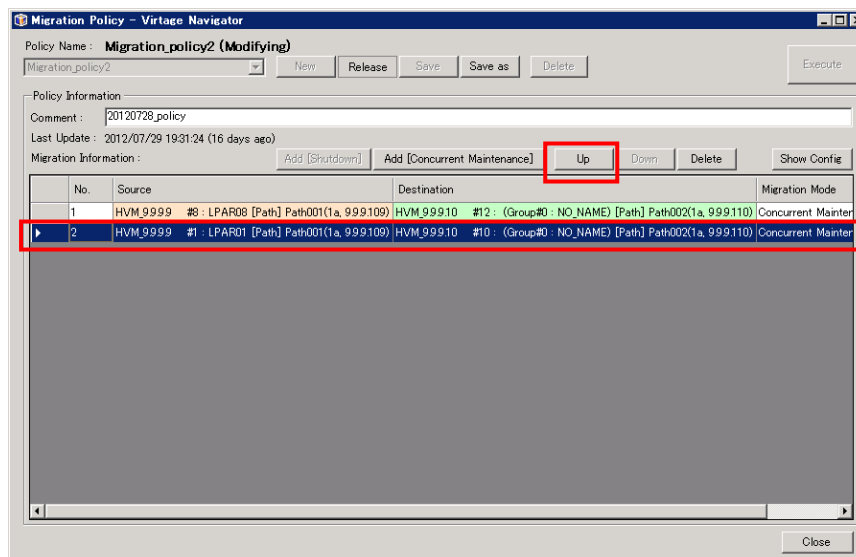 Migration Policy - Virtage Navigator
Policy Name : Migration_policy2 (Modifying)
Migration_policy2 New Release Save Save as Delete Execute
Policy Information
Comment : 20120728_policy
Last Update : 2012/07/29 19:31:24 (16 days ago)
Migration Information : Add [Shutdown] Add [Concurrent Maintenance] Up Down Delete Show Config
No. Source Destination Migration Mode
1 HVM_9.9.9.9 #8 : LPAR08 [Path] Path001(1a, 9.9.9.109) HVM_9.9.9.10 #12 : (Group#0 : NO_NAME) [Path] Path002(1a, 9.9.9.110) Concurrent Mainter
2 HVM_9.9.9.9 #1 : LPAR01 [Path] Path001(1a, 9.9.9.109) HVM_9.9.9.10 #10 : (Group#0 : NO_NAME) [Path] Path002(1a, 9.9.9.110) Concurrent Mainter
Close